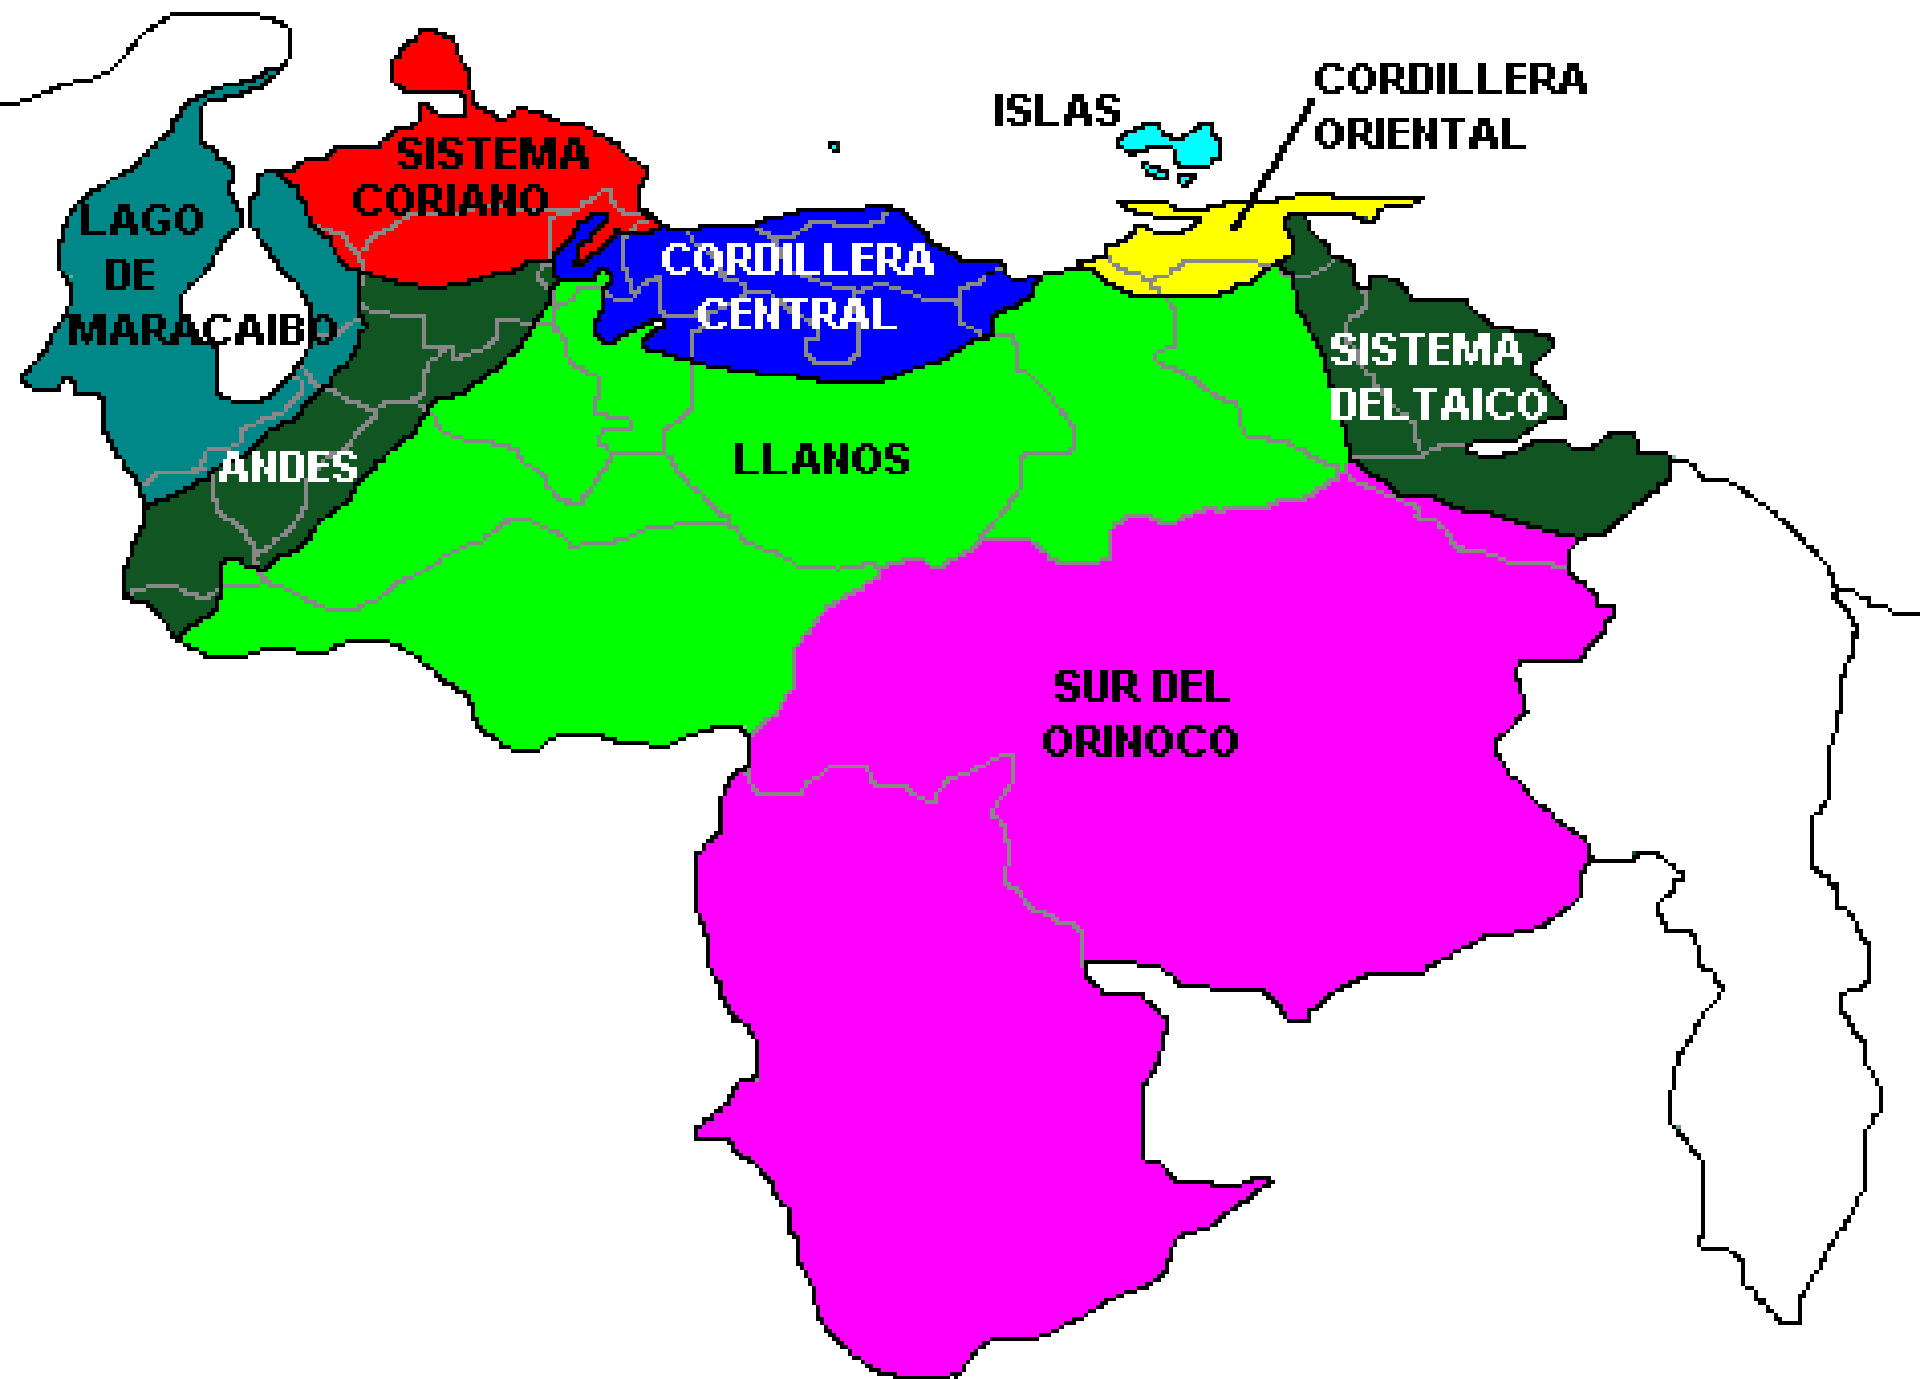 CORDILLERA
ORIENTAL
ISLAS
SISTEMA
CORIANO
LAGO
DE
MARACAIBO
CORDILLERA
CENTRAL
SISTEMA
DELTAICO
ANDES
LLANOS
SUR DEL
ORINOCO